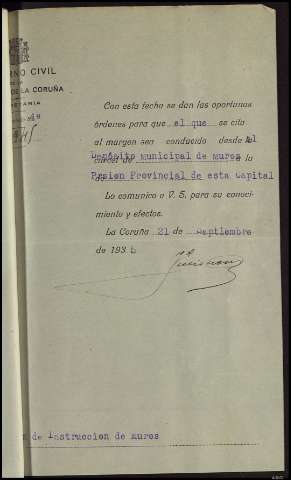 RNO CIVIL
DE LA CORUÑA
ETARIA
Con esta fecha se dan las oportunas
órdenes para que el que se cita
al margen sea conducido desde el
Depósito municipal de muros a la
Prision Provincial de esta capital
Lo comunico a V. S. para su conoci-
miento y efectos.
La Coruña 21 de septiembre
de 193
de instruccion de muros